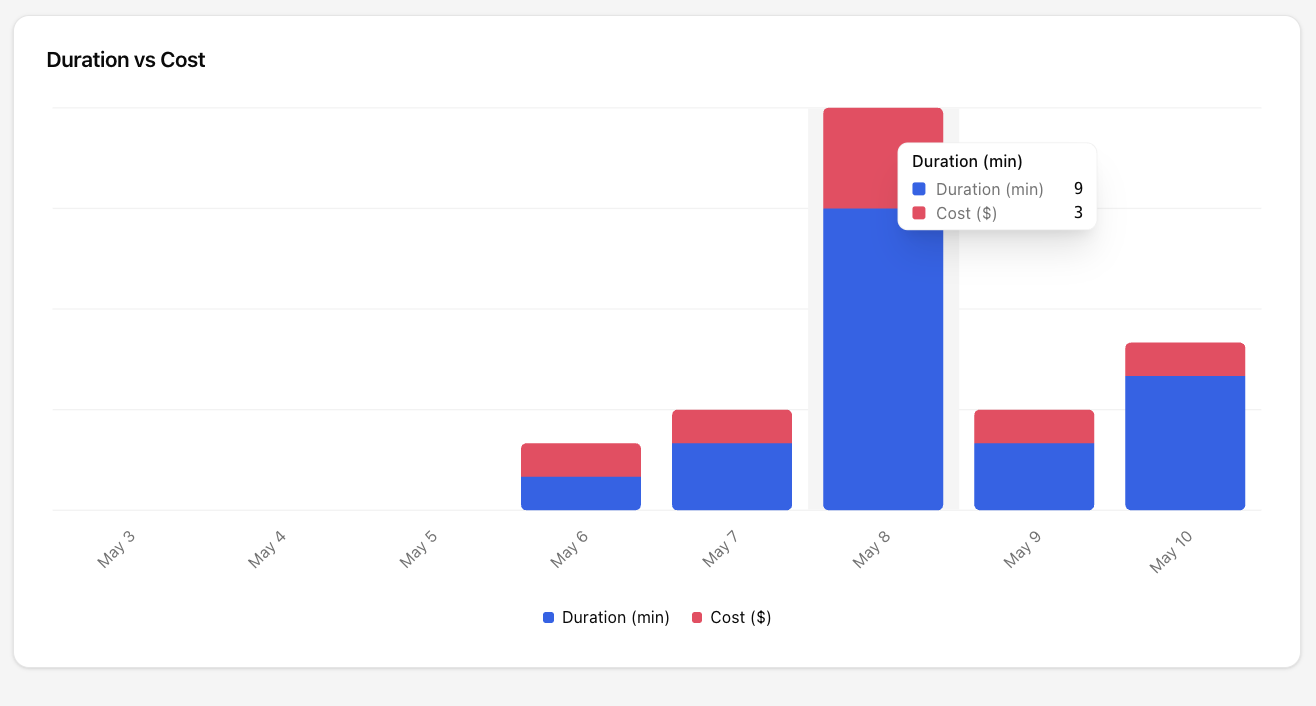 Duration vs Cost
Duration (min)
Duration (min) 9
Cost ($) 3
May 3 May 4 May 5 May 6 May 7 May 8 May 9 May 10
Duration (min) Cost ($)